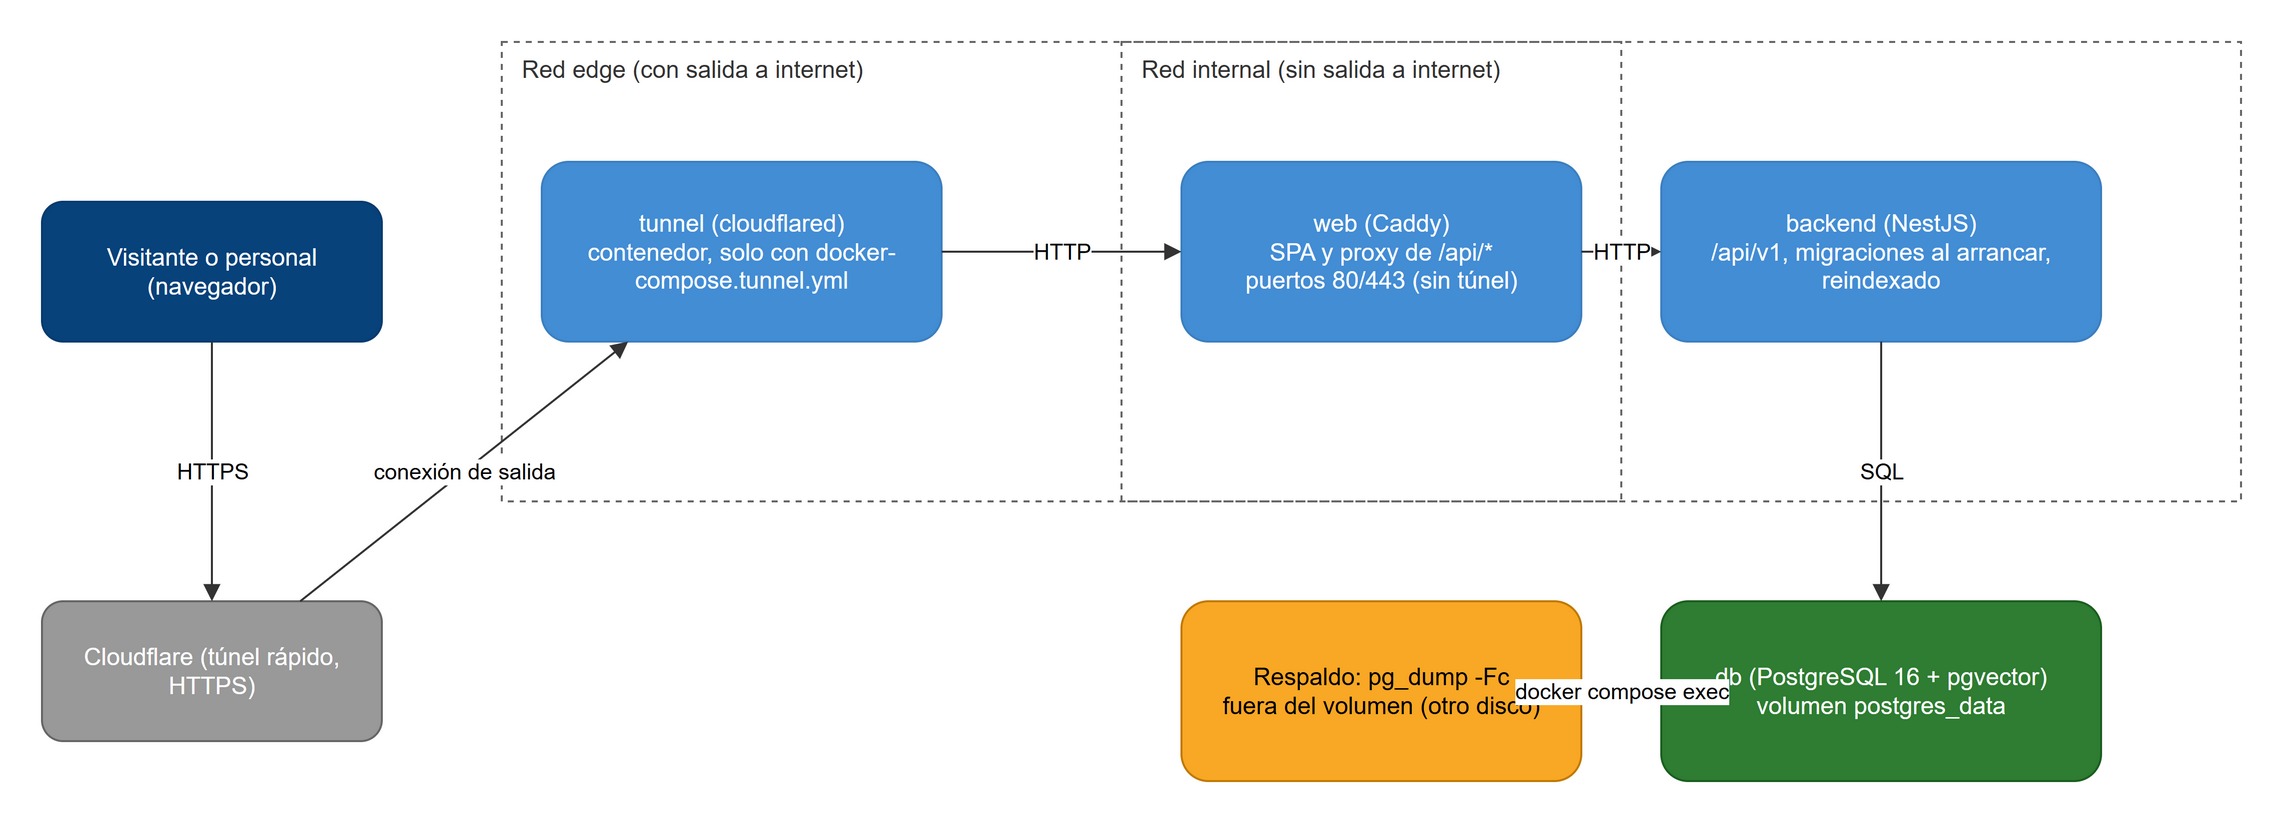 Red edge (con salida a internet)
Red internal (sin salida a internet)
Visitante o personal
(navegador)
tunnel (cloudflared)
contenedor, solo con docker-
compose.tunnel.yml
HTTP
web (Caddy)
SPA y proxy de /api/*
puertos 80/443 (sin túnel)
HTTP
backend (NestJS)
/api/v1, migraciones al arrancar,
reindexado
HTTPS
conexión de salida
SQL
Cloudflare (túnel rápido,
HTTPS)
Respaldo: pg_dump -Fc
fuera del volumen (otro disco)
docker compose exec
db (PostgreSQL 16 + pgvector)
volumen postgres_data